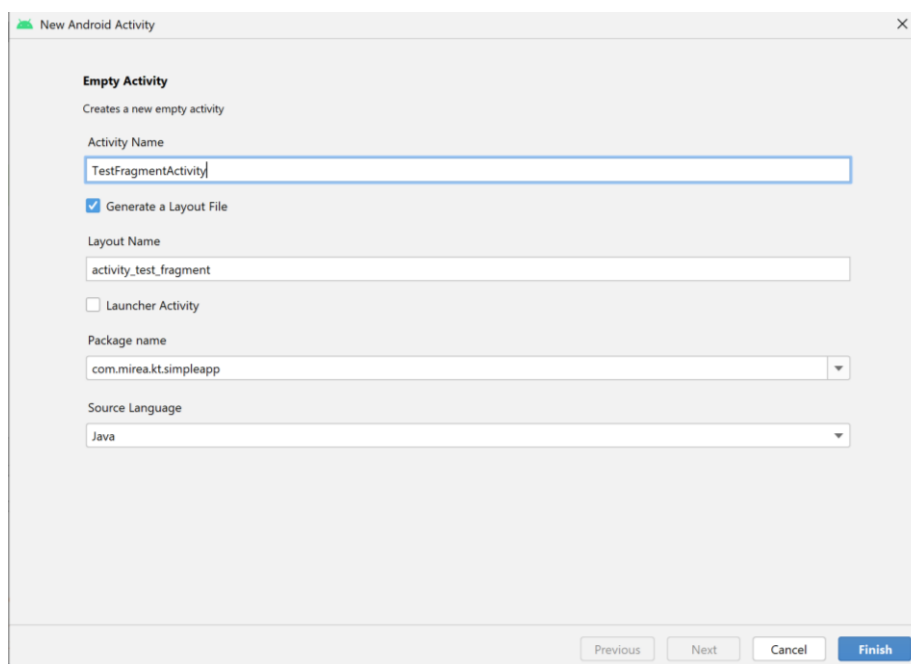 New Android Activity
Empty Activity
Creates a new empty activity
Activity Name
TestFragmentActivity
Generate a Layout File
Layout Name
activity_test_fragment
Launcher Activity
Package name
com.mirea.kt.simpleapp
Source Language
Java
Previous Next Cancel Finish